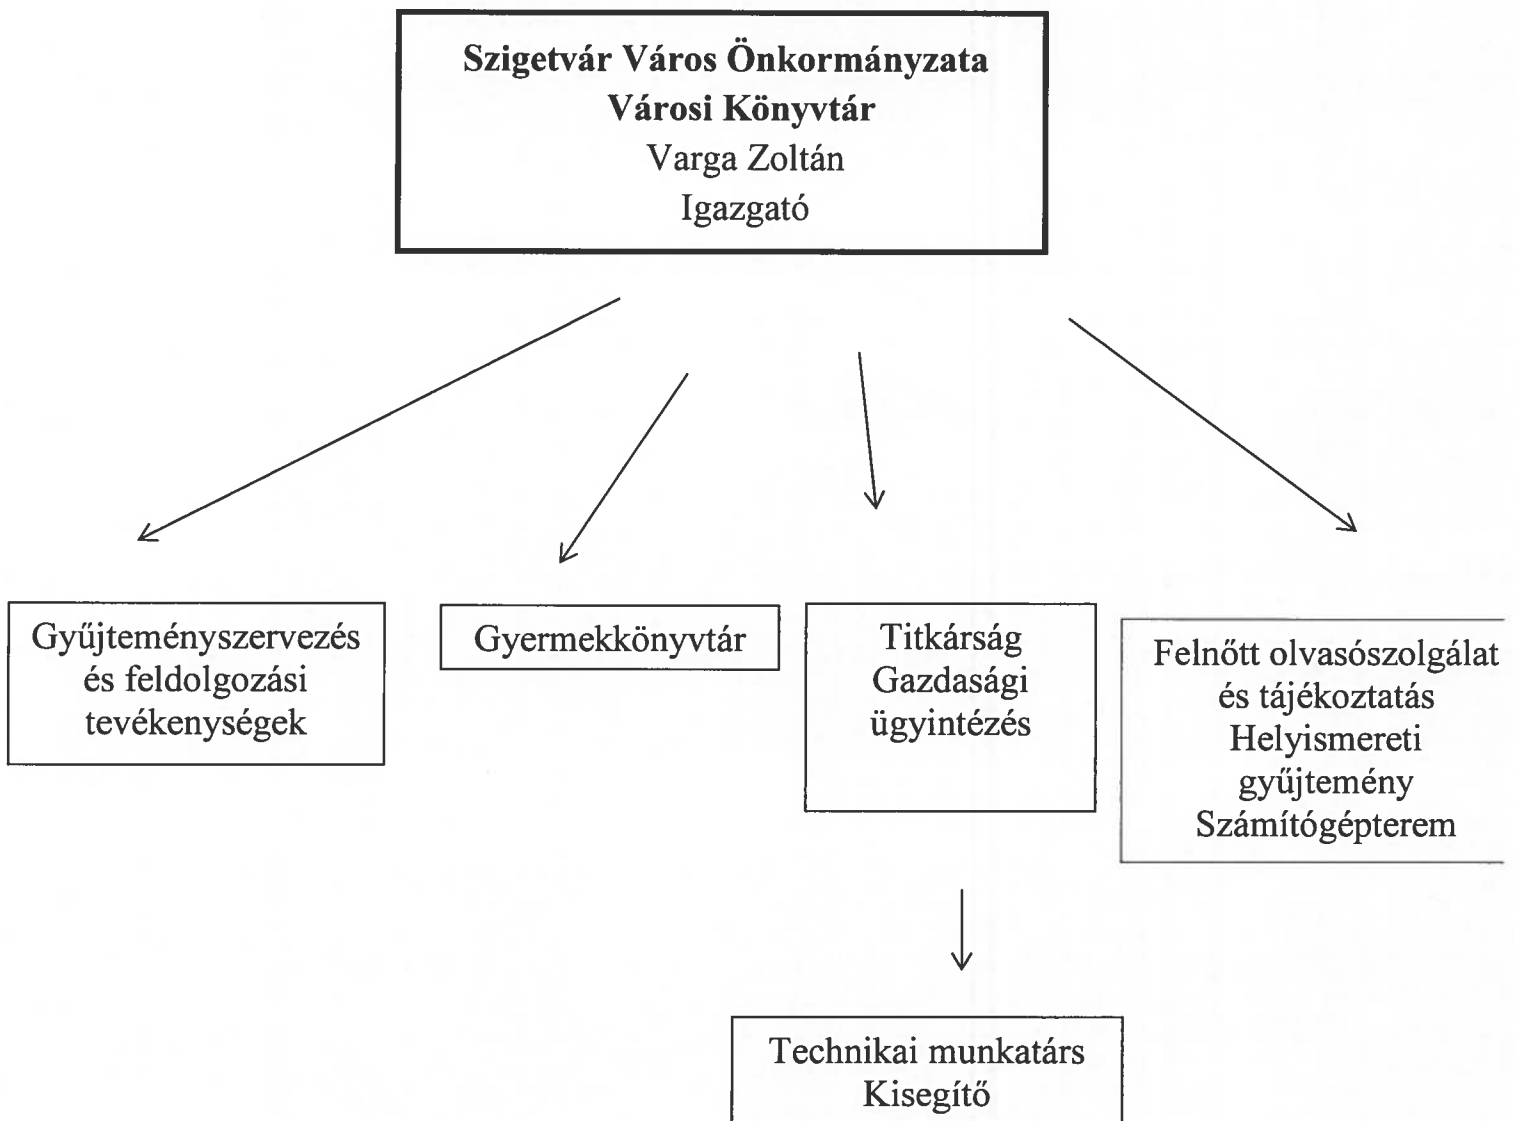 Szigetvár Város Önkormányzata
Városi Könyvtár
Varga Zoltán
Igazgató
Gyűjteményszervezés
és feldolgozási
tevékenységek
Gyermekkönyvtár
Titkárság
Gazdasági
ügyintézés
Felnőtt olvasószolgálat
és tájékoztatás
Helyismereti
gyűjtemény
Számítógépterem
Technikai munkatárs
Kisegítő